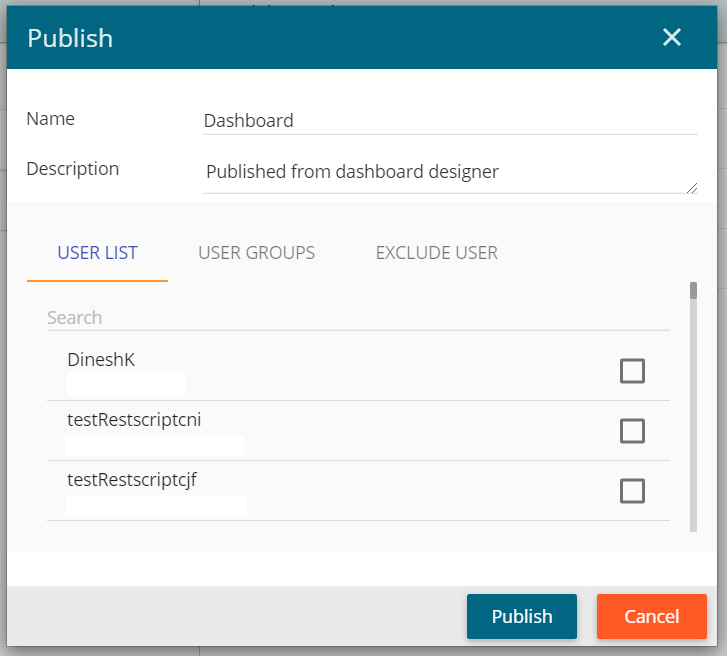 Publish
Name
Dashboard
Description
Published from dashboard designer
USER LIST USER GROUPS EXCLUDE USER
Search
DineshK
testRestscriptcni
testRestscriptcjf
Publish Cancel